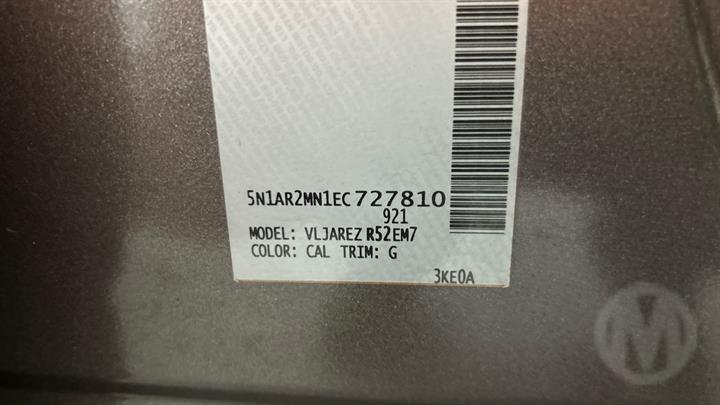 5N1AR2MN1EC727810
921
MODEL: VLJAREZ R52EM7
COLOR: CAL TRIM: G
3KE0A
M